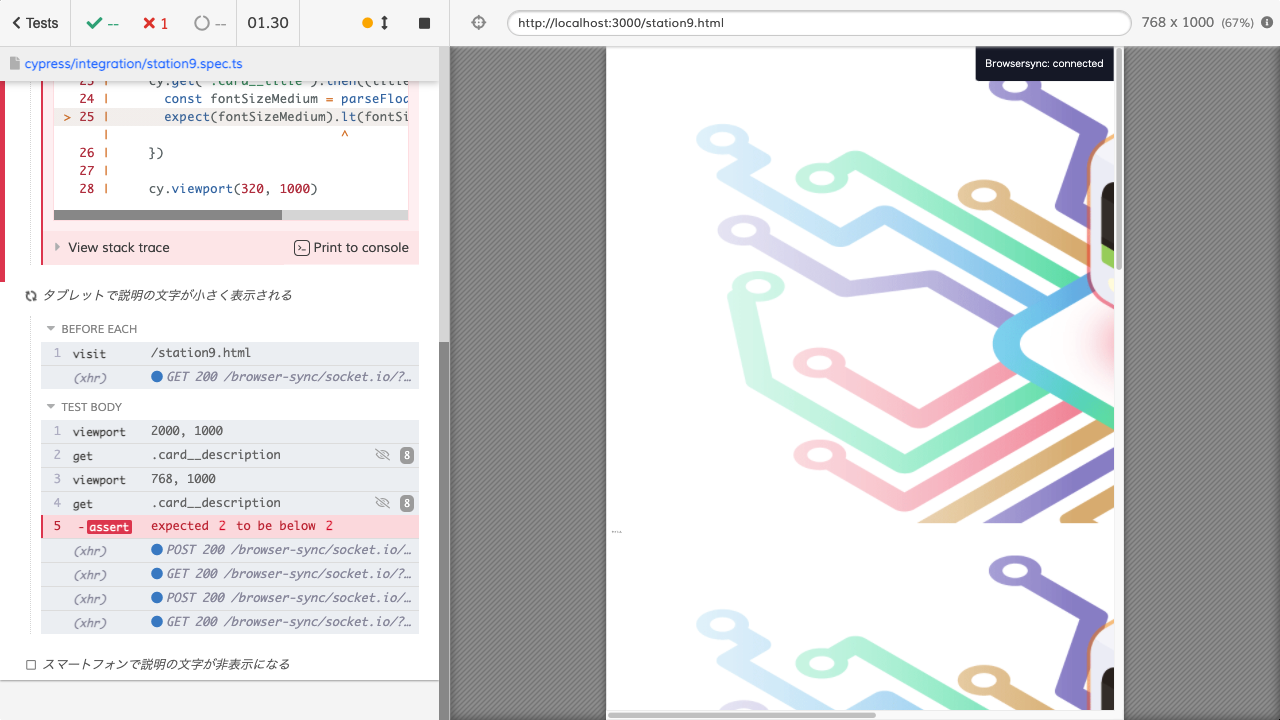 Tests
--
1
--
01.30
http://localhost:3000/station9.html
768 x 1000 (67%)
cypress/integration/station9.spec.ts
Browsersync: connected
24 | const fontSizeMedium = parseFloa
> 25 | expect(fontSizeMedium).lt(fontSi
| ^
26 | })
27 |
28 | cy.viewport(320, 1000)
View stack trace
Print to console
タブレットで説明の文字が小さく表示される
BEFORE EACH
1 visit /station9.html
(xhr) GET 200 /browser-sync/socket.io/?…
TEST BODY
1 viewport 2000, 1000
2 get .card__description 8
3 viewport 768, 1000
4 get .card__description 8
5 -assert expected 2 to be below 2
(xhr) POST 200 /browser-sync/socket.io/…
(xhr) GET 200 /browser-sync/socket.io/?…
(xhr) POST 200 /browser-sync/socket.io/…
(xhr) GET 200 /browser-sync/socket.io/?…
スマートフォンで説明の文字が非表示になる